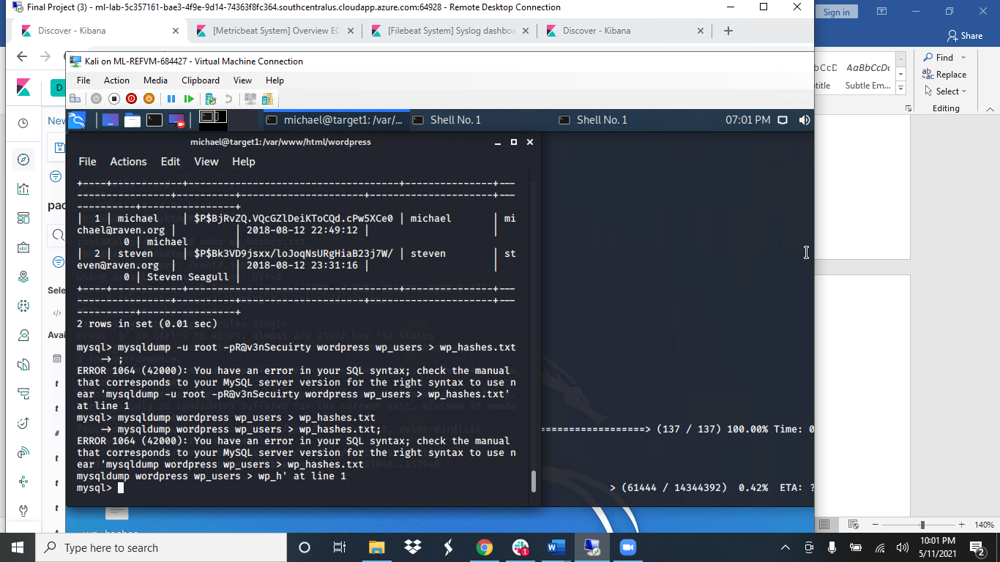 Final Project (3) - ml-lab-5c357161-bae3-4f9e-9d14-74363f8fc364.southcentralus.cloudapp.azure.com:64928 - Remote Desktop Connection
Sign in
Discover - Kibana
[Metricbeat System] Overview EC
[Filebeat System] Syslog dashboa
Discover - Kibana
Share
Kali on ML-REFVM-684427 - Virtual Machine Connection
File Action Media Clipboard View Help
Find
Replace
Select
Editing
AaBbCcDc
Subtitle
Subtle Em...
D
New
michael@target1: /var/...
Shell No. 1
Shell No. 1
07:01 PM
michael@target1:/var/www/html/wordpress
File Actions Edit View Help
| 1 | michael | $P$BjRvZQ.VQcGZlDeiKToCQd.cPw5XCe0 | michael | mi
chael@raven.org | | 2018-08-12 22:49:12 | |
0 | michael |
| 2 | steven | $P$Bk3VD9jsxx/loJoqNsURgHiaB23j7W/ | steven | st
even@raven.org | | 2018-08-12 23:31:16 | |
0 | Steven Seagull |
2 rows in set (0.01 sec)
mysql> mysqldump -u root -pR@v3nSecuirty wordpress wp_users > wp_hashes.txt
-> ;
ERROR 1064 (42000): You have an error in your SQL syntax; check the manual
that corresponds to your MySQL server version for the right syntax to use n
ear 'mysqldump -u root -pR@v3nSecuirty wordpress wp_users > wp_hashes.txt'
at line 1
mysql> mysqldump wordpress wp_users > wp_hashes.txt
-> mysqldump wordpress wp_users > wp_hashes.txt;
ERROR 1064 (42000): You have an error in your SQL syntax; check the manual
that corresponds to your MySQL server version for the right syntax to use n
ear 'mysqldump wordpress wp_users > wp_hashes.txt
mysqldump wordpress wp_users > wp_h' at line 1
mysql>
=================> (137 / 137) 100.00% Time: 0
> (61444 / 14344392) 0.42% ETA: ?
pac
Sele
Avai
t
t
#
t
t
t
t
140%
Type here to search
10:01 PM
5/11/2021
1
2